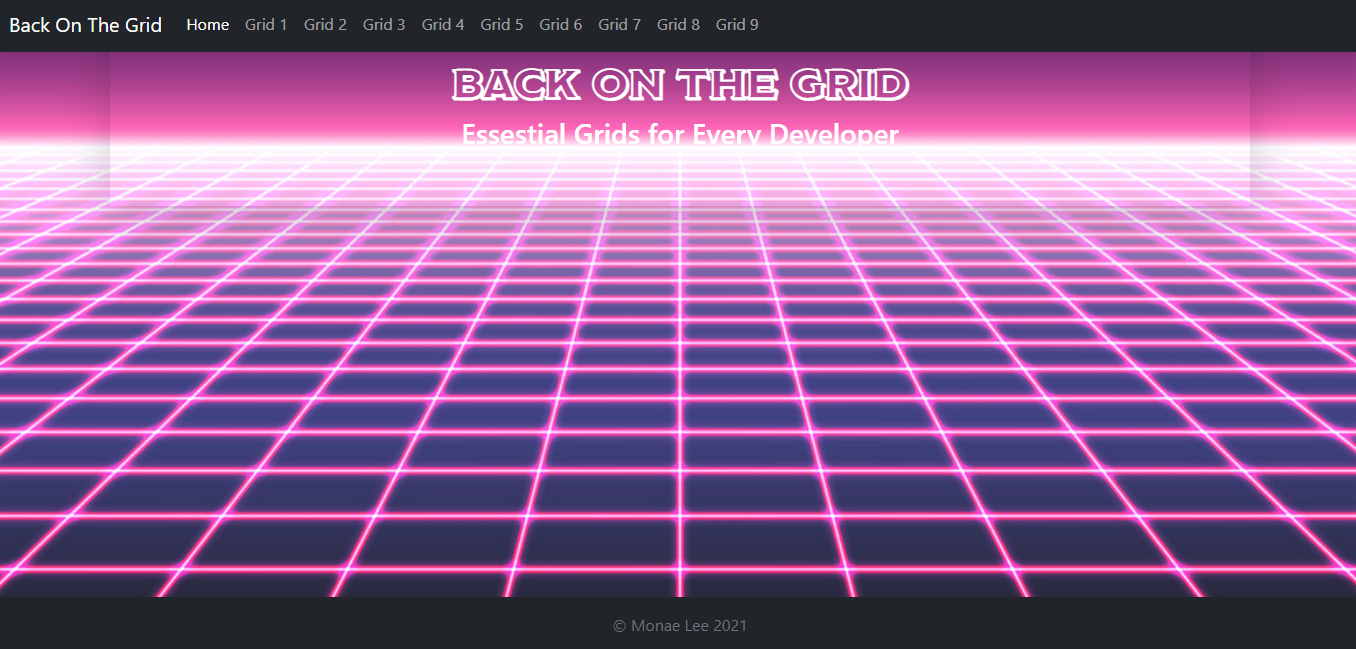 Back On The Grid Home Grid 1 Grid 2 Grid 3 Grid 4 Grid 5 Grid 6 Grid 7 Grid 8 Grid 9
BACK ON THE GRID
Essestial Grids for Every Developer
© Monae Lee 2021